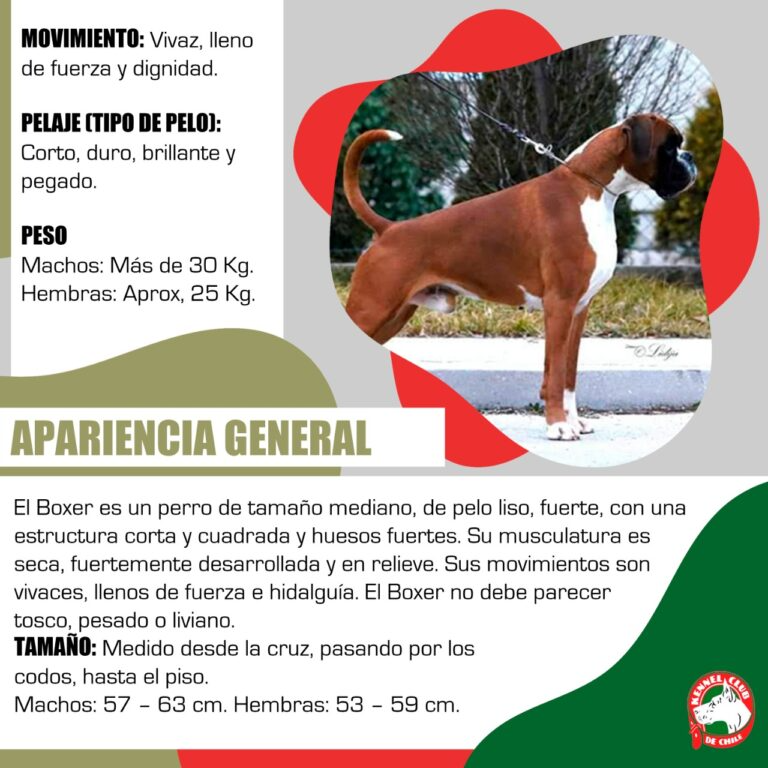 MOVIMIENTO: Vivaz, lleno
de fuerza y dignidad.
PELAJE (TIPO DE PELO):
Corto, duro, brillante y
pegado.
PESO
Machos: Más de 30 Kg.
Hembras: Aprox, 25 Kg.
APARIENCIA GENERAL
El Boxer es un perro de tamaño mediano, de pelo liso, fuerte, con una
estructura corta y cuadrada y huesos fuertes. Su musculatura es
seca, fuertemente desarrollada y en relieve. Sus movimientos son
vivaces, llenos de fuerza e hidalguía. El Boxer no debe parecer
tosco, pesado o liviano.
TAMAÑO: Medido desde la cruz, pasando por los
codos, hasta el piso.
Machos: 57 – 63 cm. Hembras: 53 – 59 cm.
KENNEL CLUB
DE CHILE